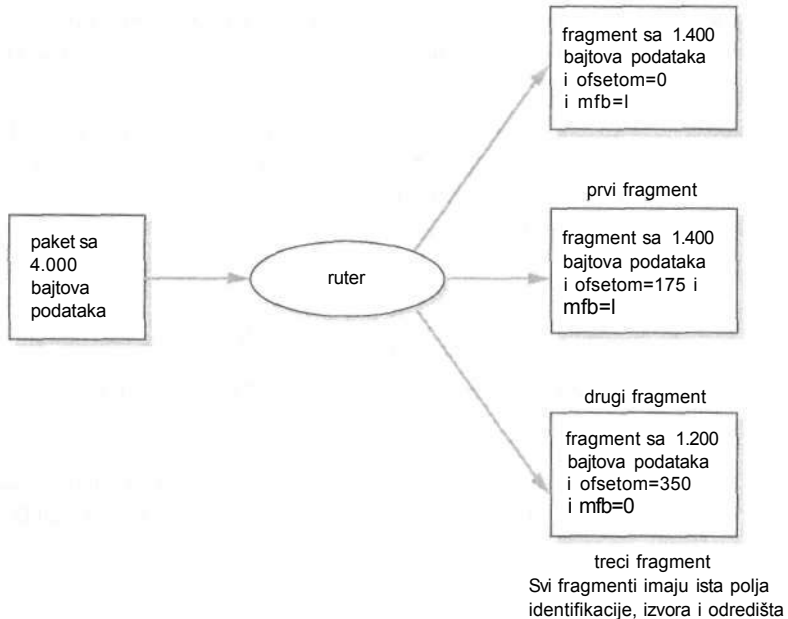 paket sa
4.000
bajtova
podataka
ruter
fragment sa 1.400
bajtova podataka
i ofsetom=0
i mfb=l
prvi fragment
fragment sa 1.400
bajtova podataka
i ofsetom=175 i
mfb=l
drugi fragment
fragment sa 1.200
bajtova podataka
i ofsetom=350
i mfb=0
treci fragment
Svi fragmenti imaju ista polja
identifikacije, izvora i odredišta